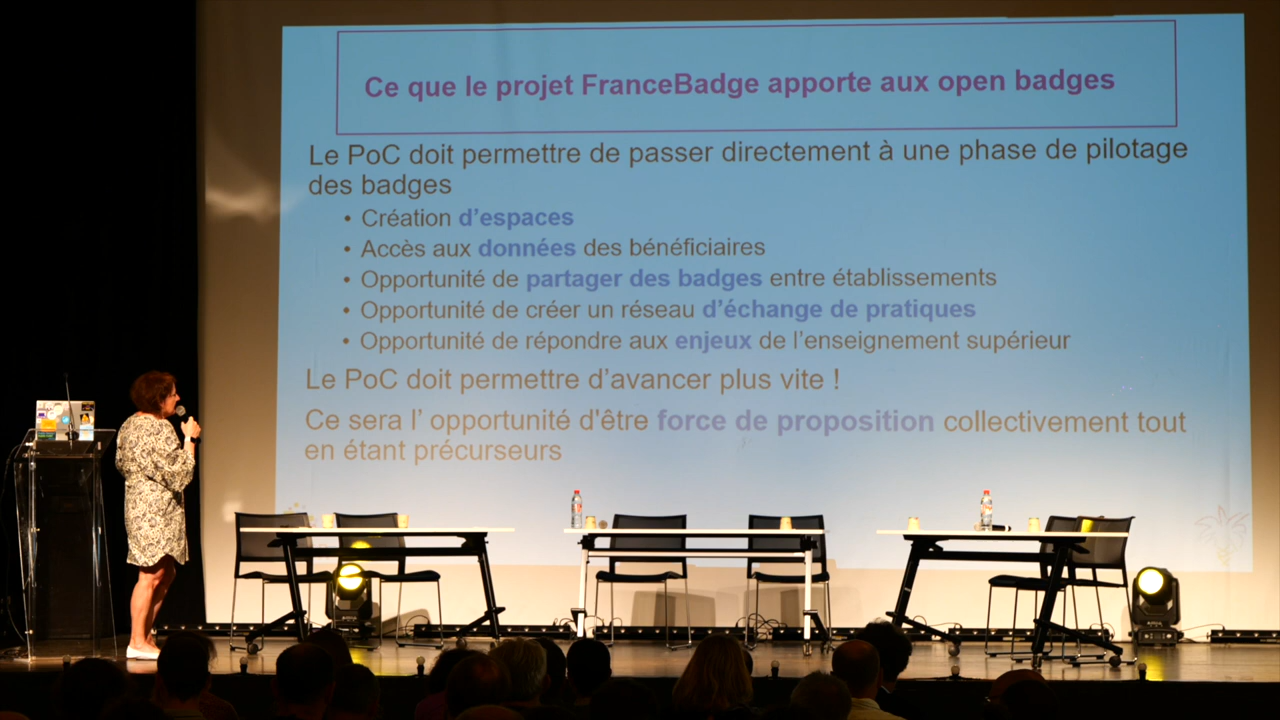 Ce que le projet FranceBadge apporte aux open badges
Le PoC doit permettre de passer directement à une phase de pilotage
des badges
• Création d’espaces
• Accès aux données des bénéficiaires
• Opportunité de partager des badges entre établissements
• Opportunité de créer un réseau d’échange de pratiques
• Opportunité de répondre aux enjeux de l’enseignement supérieur
Le PoC doit permettre d’avancer plus vite !
Ce sera l’ opportunité d'être force de proposition collectivement tout
en étant précurseurs